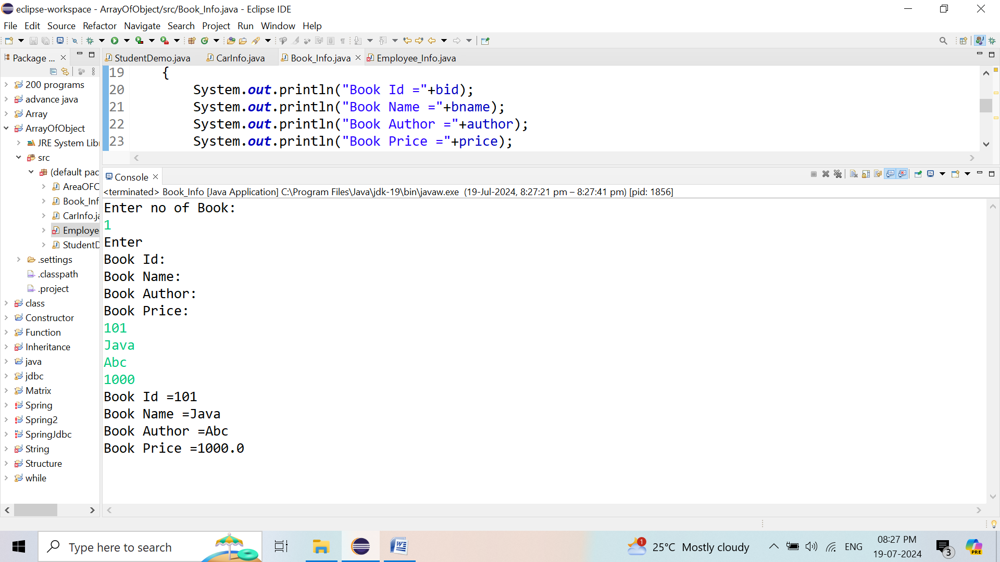 eclipse-workspace - ArrayOfObject/src/Book_Info.java - Eclipse IDE
File Edit Source Refactor Navigate Search Project Run Window Help
Package ...
200 programs
advance java
Array
ArrayOfObject
JRE System Libr
src
(default pac
AreaOFC
Book_Inf
CarInfo.ja
Employe
StudentD
.settings
.classpath
.project
class
Constructor
Function
Inheritance
java
jdbc
Matrix
Spring
Spring2
SpringJdbc
String
Structure
while
StudentDemo.java CarInfo.java Book_Info.java Employee_Info.java
19 {
20 System.out.println("Book Id ="+bid);
21 System.out.println("Book Name ="+bname);
22 System.out.println("Book Author ="+author);
23 System.out.println("Book Price ="+price);
Console
<terminated> Book_Info [Java Application] C:\Program Files\Java\jdk-19\bin\javaw.exe (19-Jul-2024, 8:27:21 pm – 8:27:41 pm) [pid: 1856]
Enter no of Book:
1
Enter
Book Id:
Book Name:
Book Author:
Book Price:
101
Java
Abc
1000
Book Id =101
Book Name =Java
Book Author =Abc
Book Price =1000.0
Type here to search
1
25°C Mostly cloudy
ENG
08:27 PM
19-07-2024
3
PRE